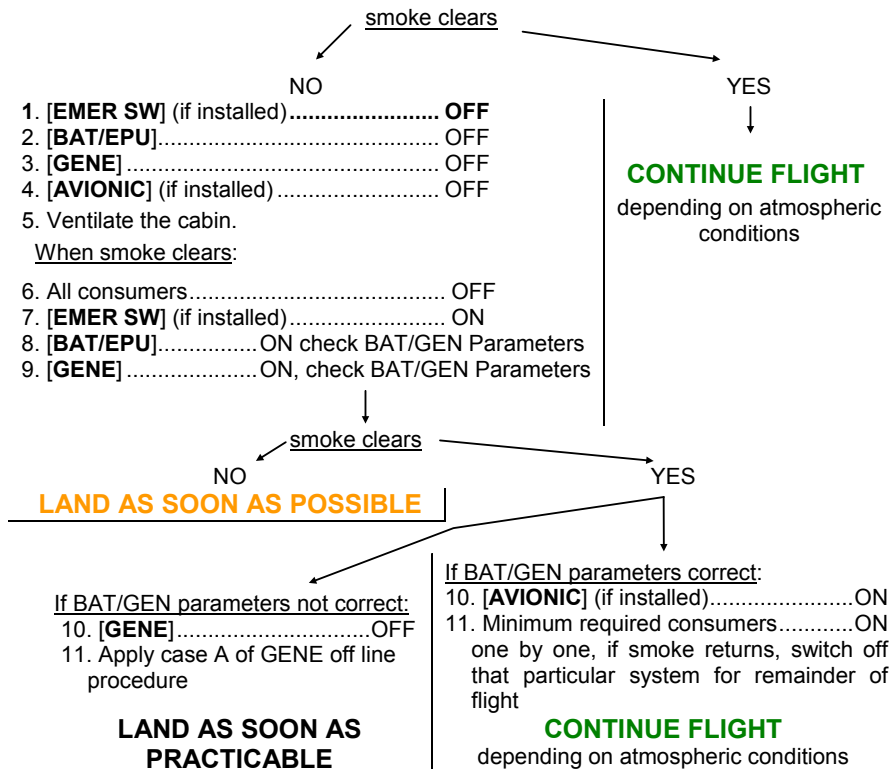 smoke clears
NO
1. [EMER SW] (if installed)....................... OFF
2. [BAT/EPU]............................................... OFF
3. [GENE] .................................................... OFF
4. [AVIONIC] (if installed) ........................... OFF
5. Ventilate the cabin.
When smoke clears:
6. All consumers........................................ OFF
7. [EMER SW] (if installed)........................ ON
8. [BAT/EPU]...............ON check BAT/GEN Parameters
9. [GENE] ....................ON, check BAT/GEN Parameters
YES
CONTINUE FLIGHT
depending on atmospheric
conditions
smoke clears
NO
LAND AS SOON AS POSSIBLE
YES
If BAT/GEN parameters not correct:
10. [GENE] ..............................OFF
11. Apply case A of GENE off line
procedure
LAND AS SOON AS
PRACTICABLE
If BAT/GEN parameters correct:
10. [AVIONIC] (if installed)......................ON
11. Minimum required consumers...........ON
one by one, if smoke returns, switch off
that particular system for remainder of
flight
CONTINUE FLIGHT
depending on atmospheric conditions